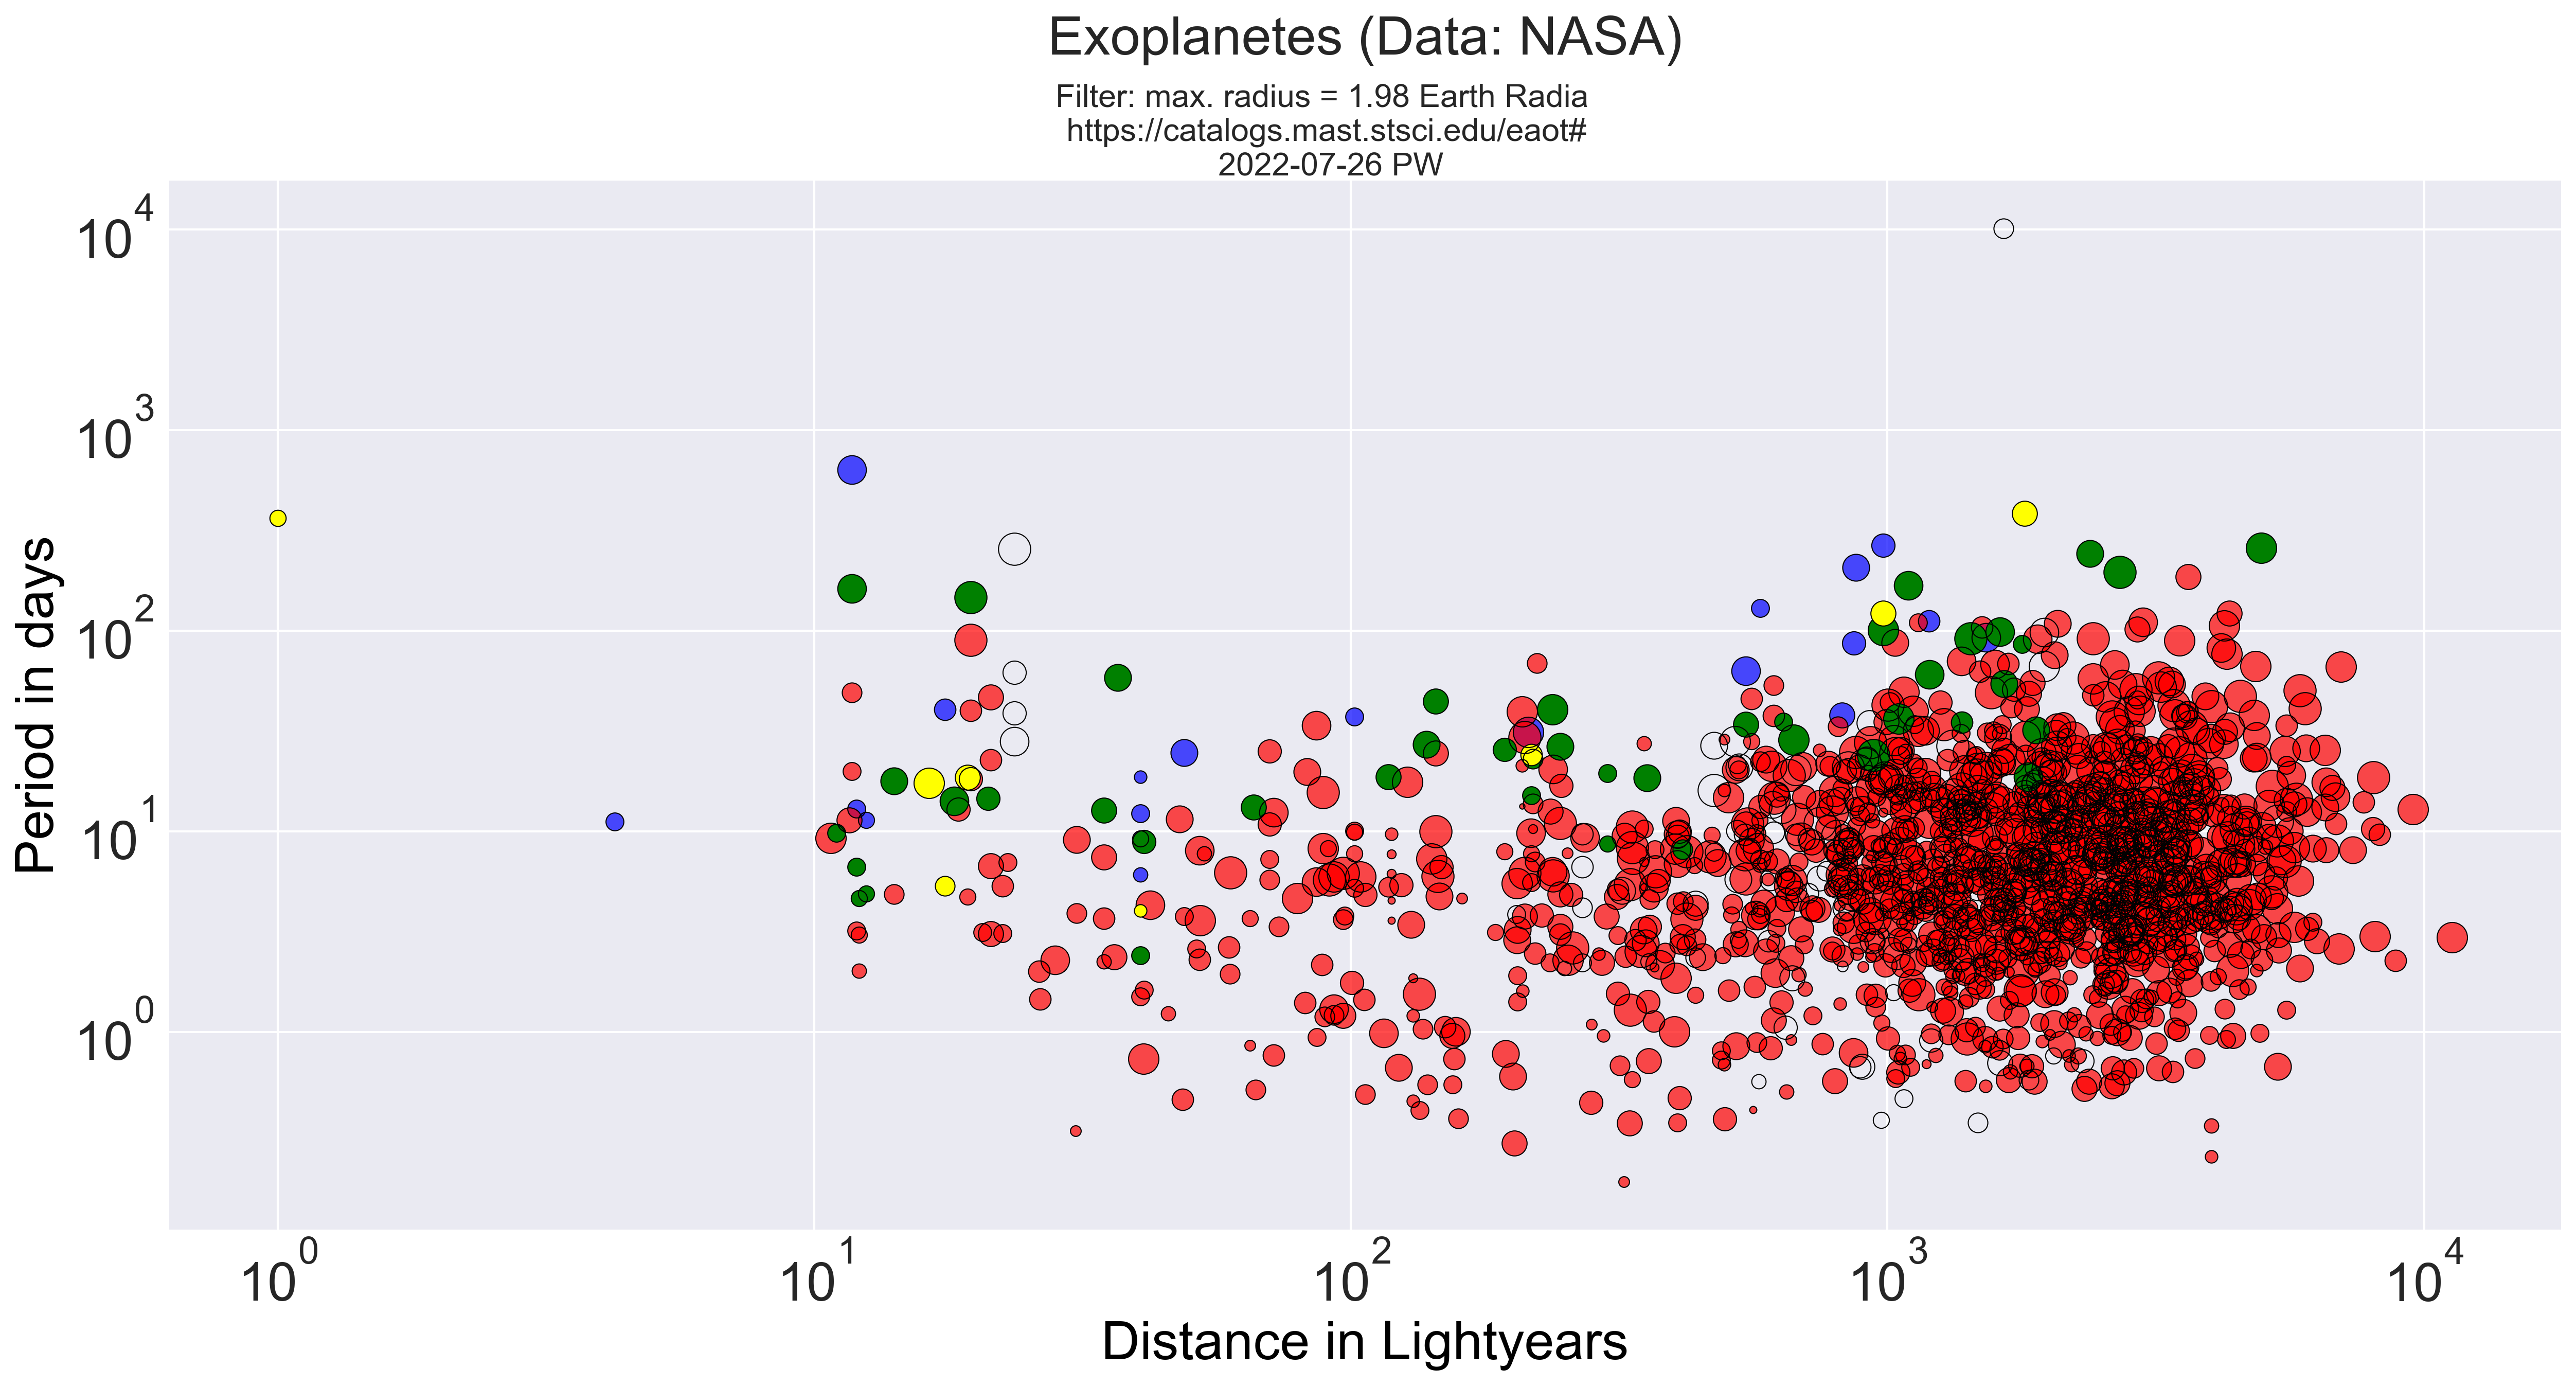 Exoplanetes (Data: NASA)
Filter: max. radius = 1.98 Earth Radia
https://catalogs.mast.stsci.edu/eaot#
2022-07-26 PW
10^4
10^3
10^2
10^1
10^0
Period in days
10^0 10^1 10^2 10^3 10^4
Distance in Lightyears